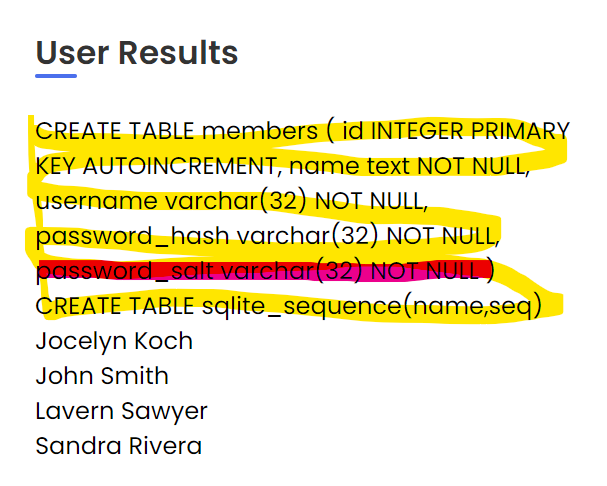 User Results
CREATE TABLE members ( id INTEGER PRIMARY
KEY AUTOINCREMENT, name text NOT NULL,
username varchar(32) NOT NULL,
password_hash varchar(32) NOT NULL,
password_salt varchar(32) NOT NULL )
CREATE TABLE sqlite_sequence(name,seq)
Jocelyn Koch
John Smith
Lavern Sawyer
Sandra Rivera